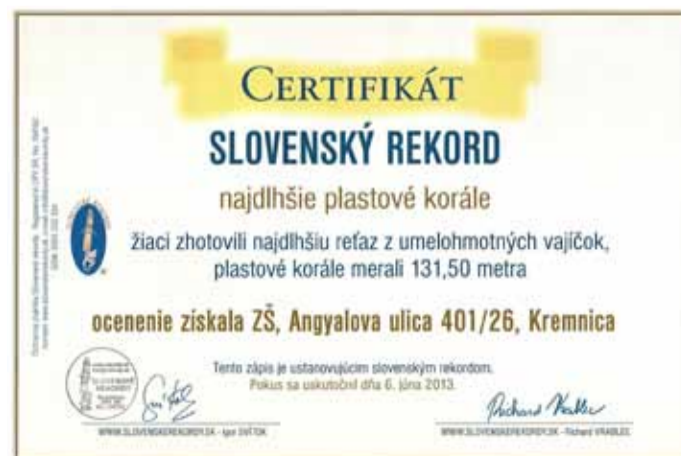 CERTIFIKÁT
SLOVENSKÝ REKORD
najdlhšie plastové korále
žiaci zhotovili najdlhšiu reťaz z umelohmotných vajíčok,
plastové korále merali 131,50 metra
ocenenie získala ZŠ, Angyalova ulica 401/26, Kremnica
Tento zápis je ustanovujúcim slovenským rekordom.
Pokus sa uskutočnil dňa 6. júna 2013.
WWW.SLOVENSKEREKORDY.SK - Igor SVÍTOK
WWW.SLOVENSKEREKORDY.SK - Richard VRABLEC